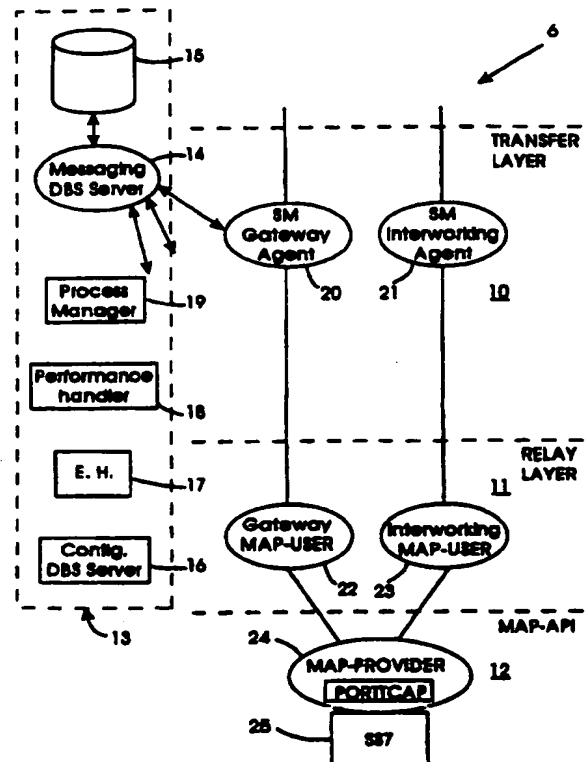 15
6
TRANSFER
LAYER
14
Messaging
DBS Server
SM
Gateway
Agent
SM
Interworking
Agent
20
21
10
Process
Manager
19
Performance
handler
18
RELAY
LAYER
E. H.
17
11
Gateway
MAP-USER
Interworking
MAP-USER
Config.
DBS Server
16
22
23
13
MAP-API
24
MAP-PROVIDER
12
PORTTCAP
25
SS7